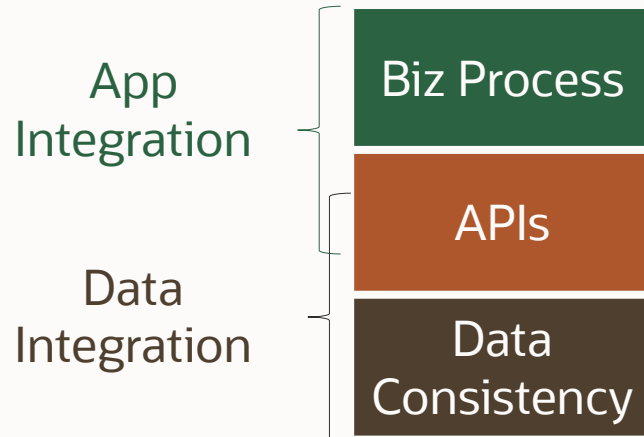 App
Integration
Data
Integration
Biz Process
APIs
Data
Consistency